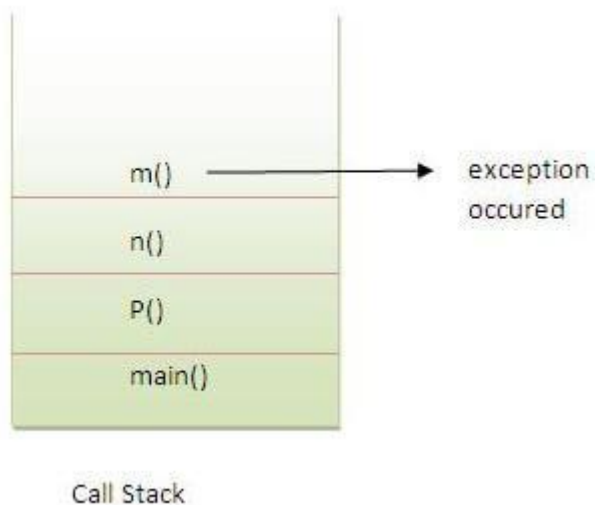 m()
exception
occured
n()
P()
main()
Call Stack